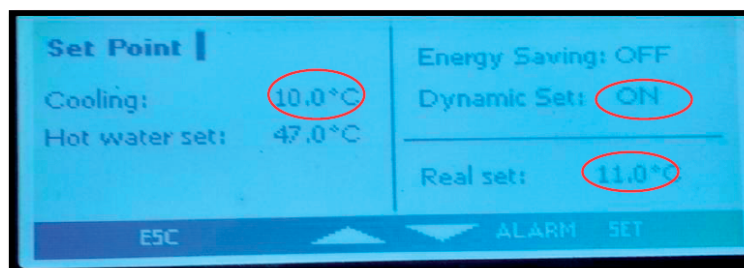 Set Point
Cooling: 10.0°C
Hot water set: 47.0°C
Energy Saving: OFF
Dynamic Set: ON
Real set: 11.0°C
ESC ALARM SET